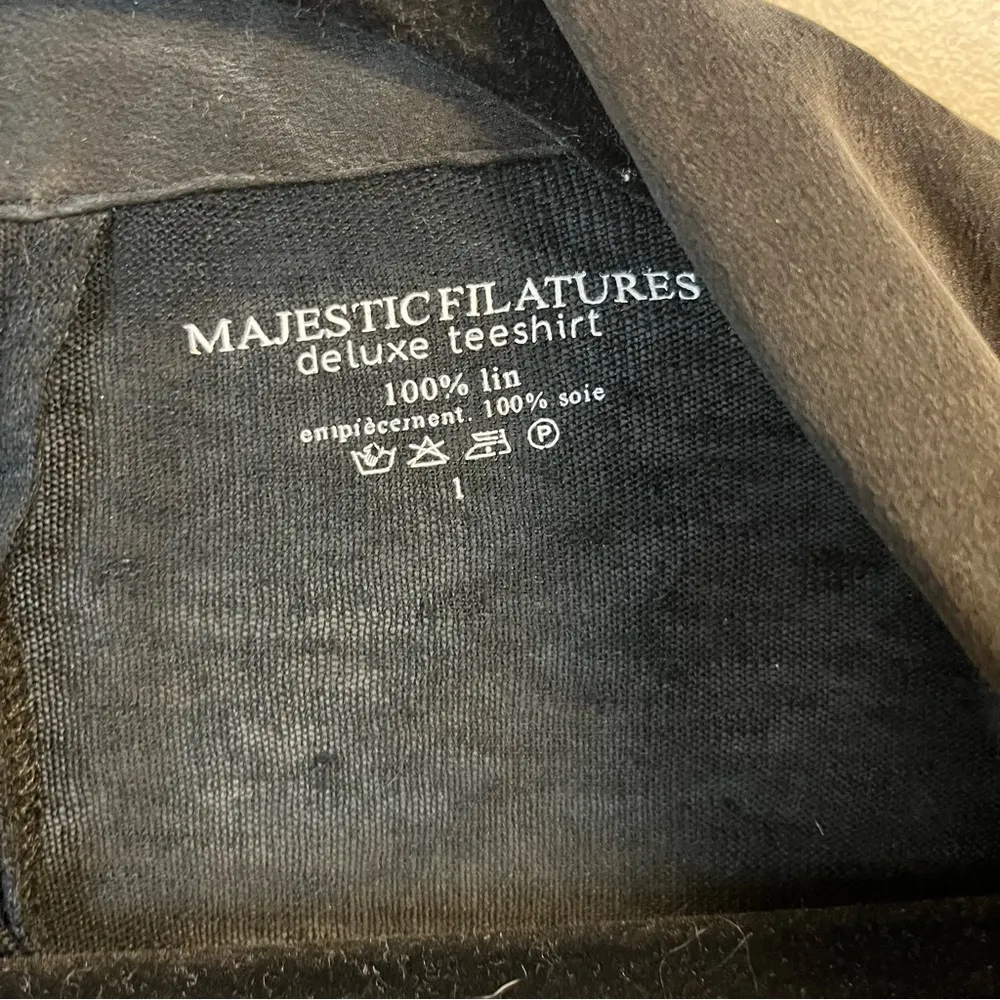 MAJESTIC FILATURES
deluxe teeshirt
100% lin
empiècement. 100% soie
P
1